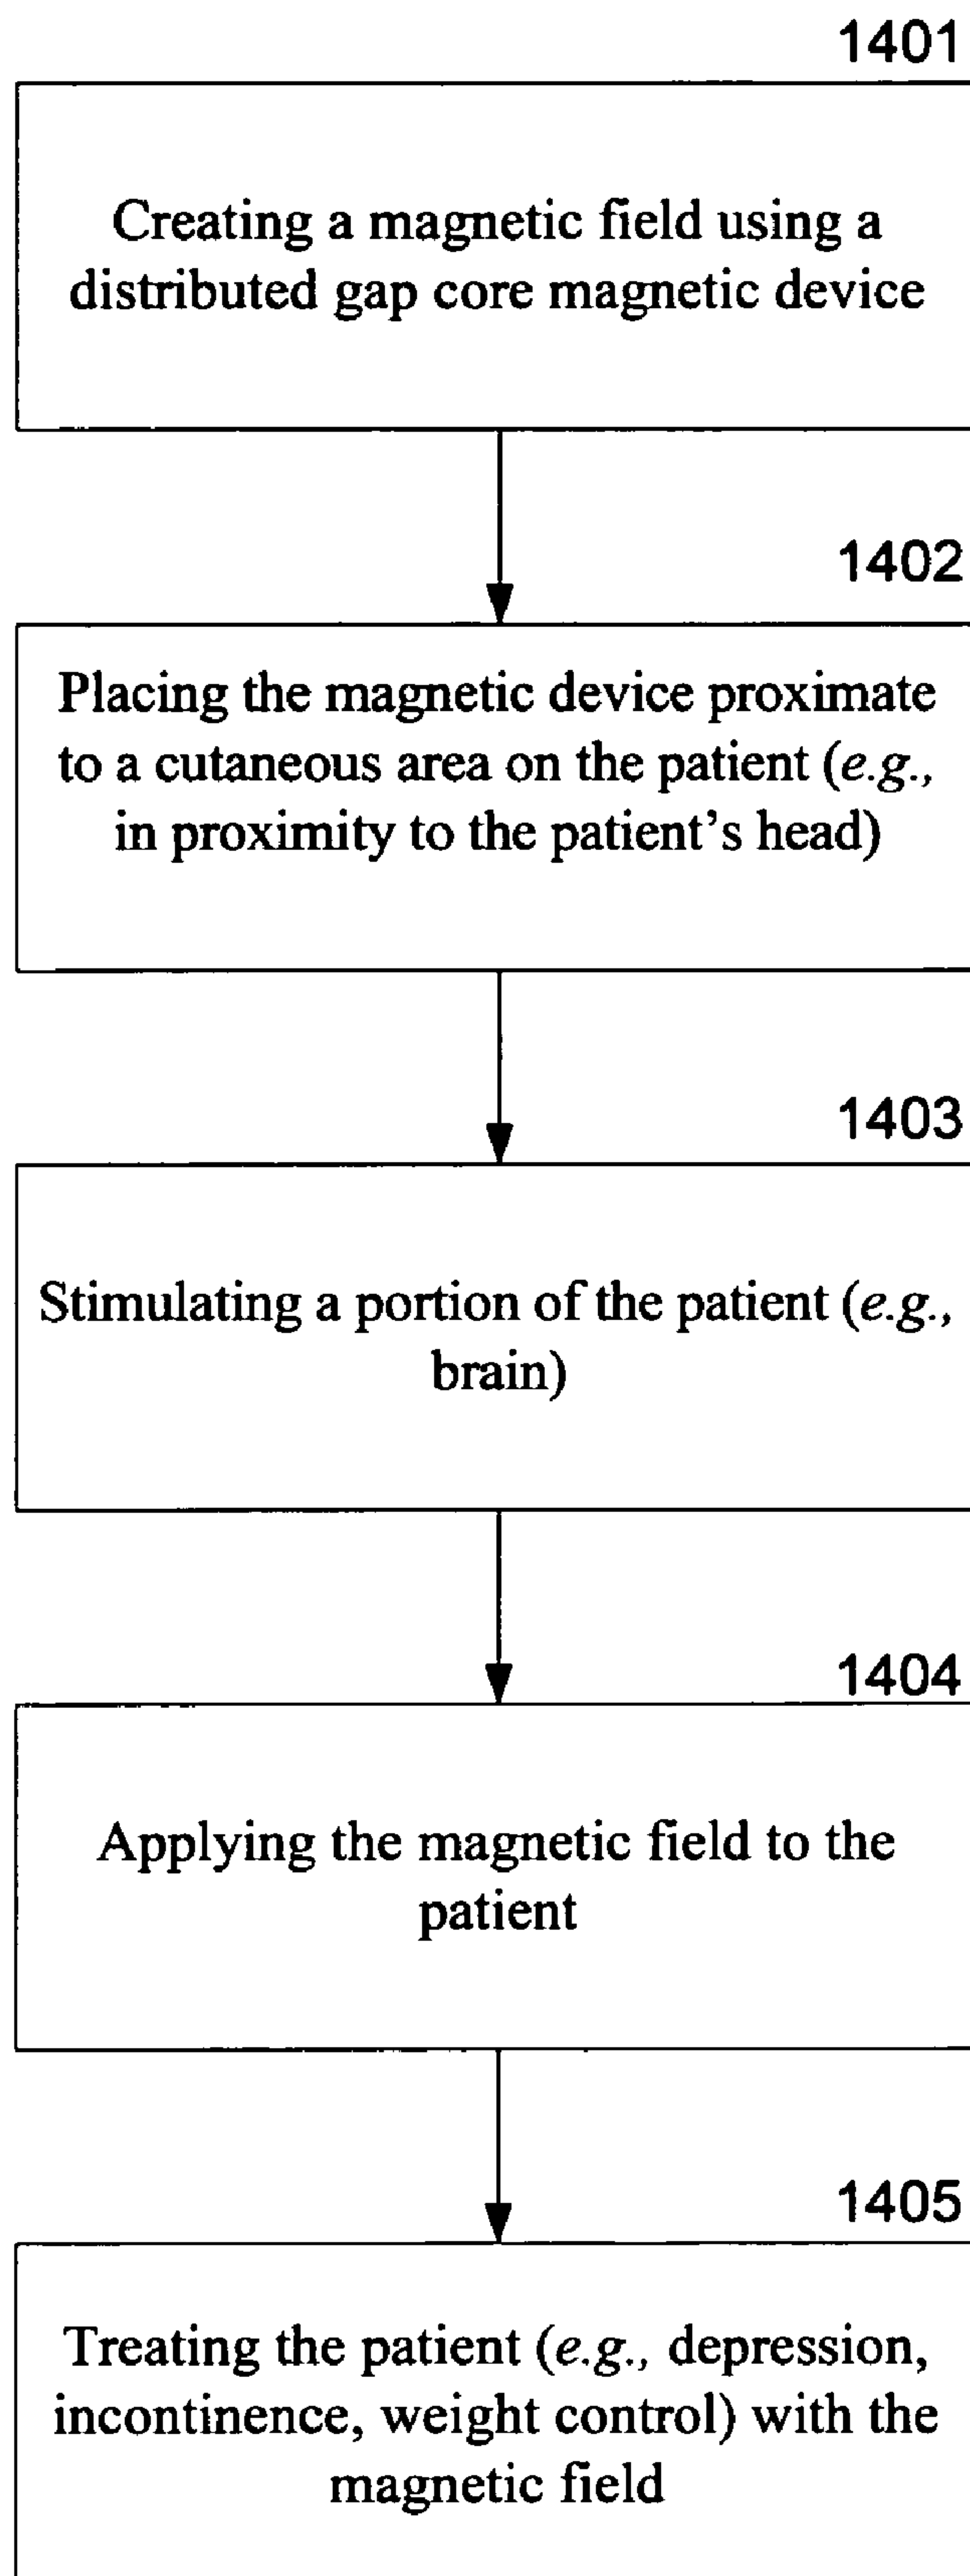 1401
Creating a magnetic field using a
distributed gap core magnetic device
1402
Placing the magnetic device proximate
to a cutaneous area on the patient (e.g.,
in proximity to the patient's head)
1403
Stimulating a portion of the patient (e.g.,
brain)
1404
Applying the magnetic field to the
patient
1405
Treating the patient (e.g., depression,
incontinence, weight control) with the
magnetic field